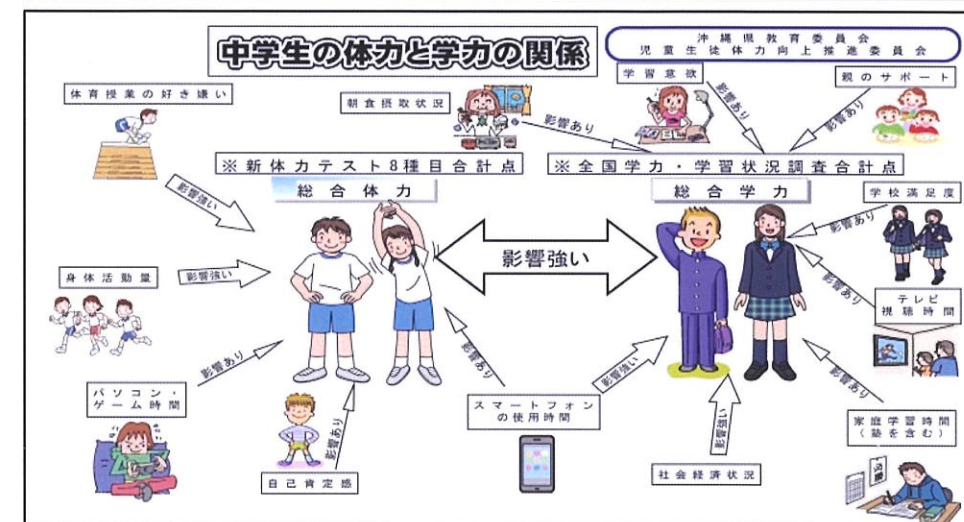 中学生の体力と学力の関係
沖縄県教育委員会
児童生徒体力向上推進委員会
体育授業の好き嫌い
朝食摂取状況
学習意欲
親のサポート
影響あり
影響あり
影響あり
※新体力テスト8種目合計点
※全国学力・学習状況調査合計点
総合体力
総合学力
影響強い
学校満足度
影響あり
影響強い
身体活動量
影響強い
影響あり
テレビ
視聴時間
影響あり
パソコン・
ゲーム時間
影響あり
自己肯定感
影響あり
スマートフォン
の使用時間
影響強い
影響強い
社会経済状況
影響あり
家庭学習時間
(塾を含む)